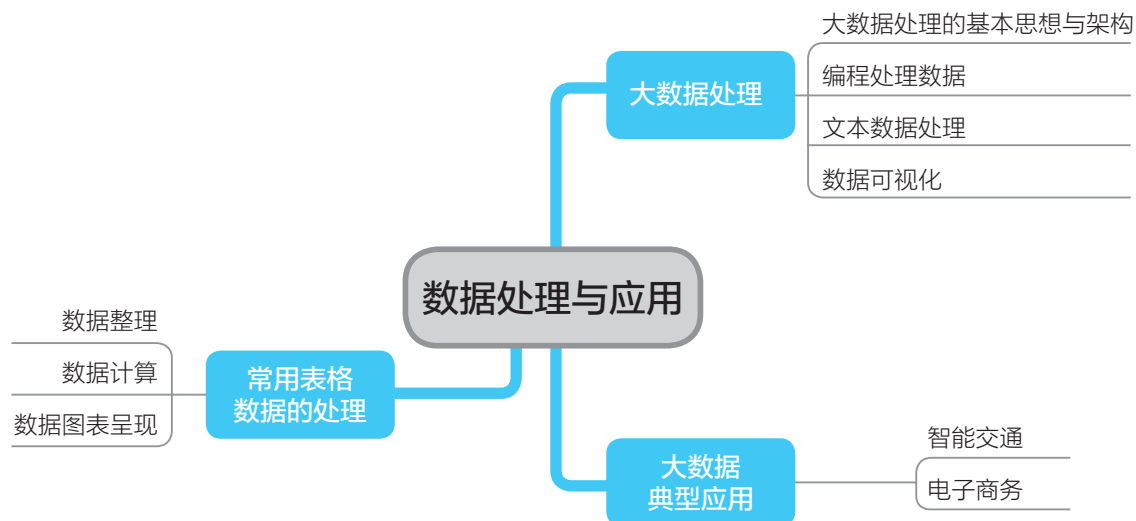 大数据处理的基本思想与架构
大数据处理
编程处理数据
文本数据处理
数据可视化
数据处理与应用
数据整理
数据计算
数据图表呈现
常用表格
数据的处理
大数据
典型应用
智能交通
电子商务